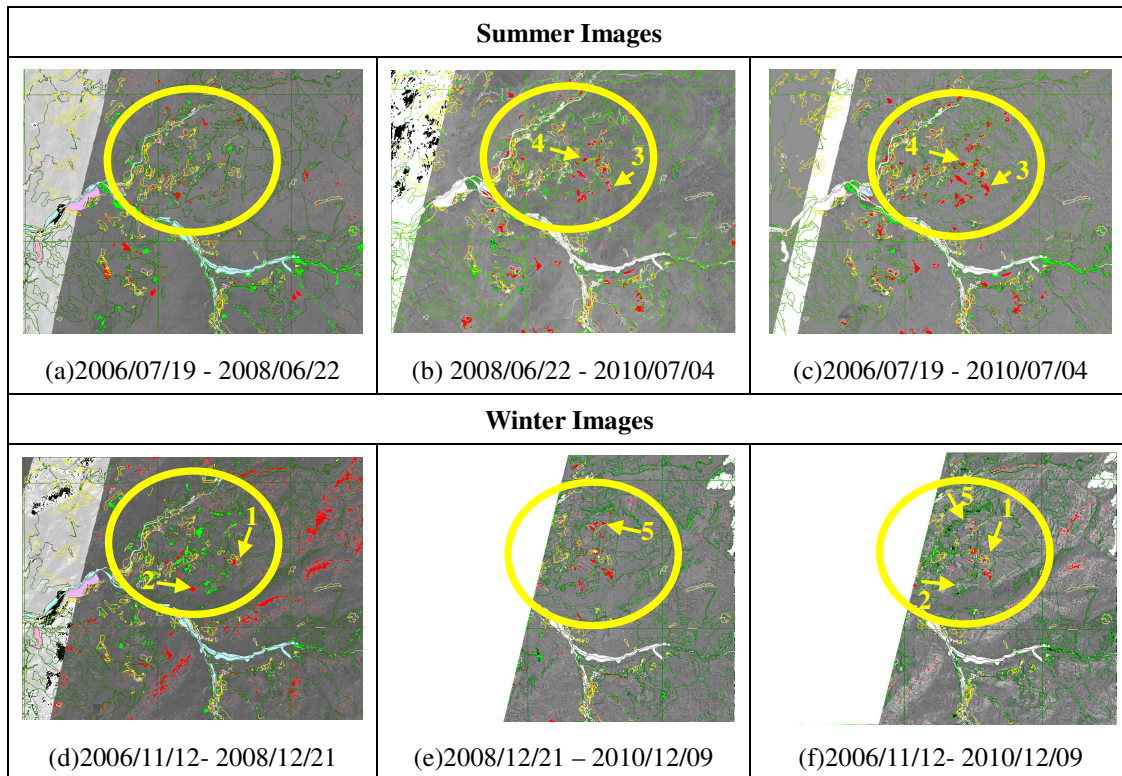 Summer Images
4
3
4
3
(a)2006/07/19 - 2008/06/22
(b) 2008/06/22 - 2010/07/04
(c)2006/07/19 - 2010/07/04
Winter Images
1
2
5
5
1
2
(d)2006/11/12- 2008/12/21
(e)2008/12/21 – 2010/12/09
(f)2006/11/12- 2010/12/09